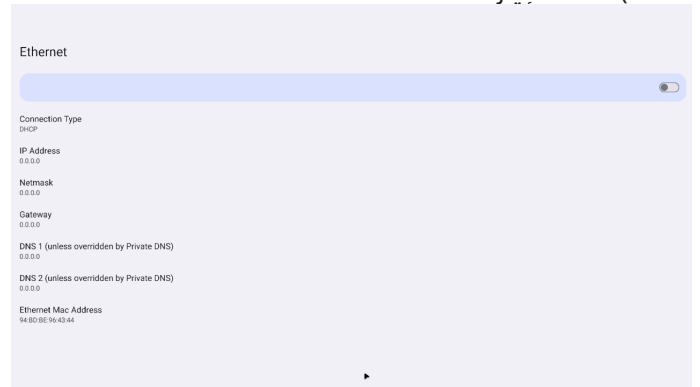 Ethernet
Connection Type
DHCP
IP Address
0.0.0.0
Netmask
0.0.0.0
Gateway
0.0.0.0
DNS 1 (unless overridden by Private DNS)
0.0.0.0
DNS 2 (unless overridden by Private DNS)
0.0.0.0
Ethernet Mac Address
94:BD:BE:96:43:44